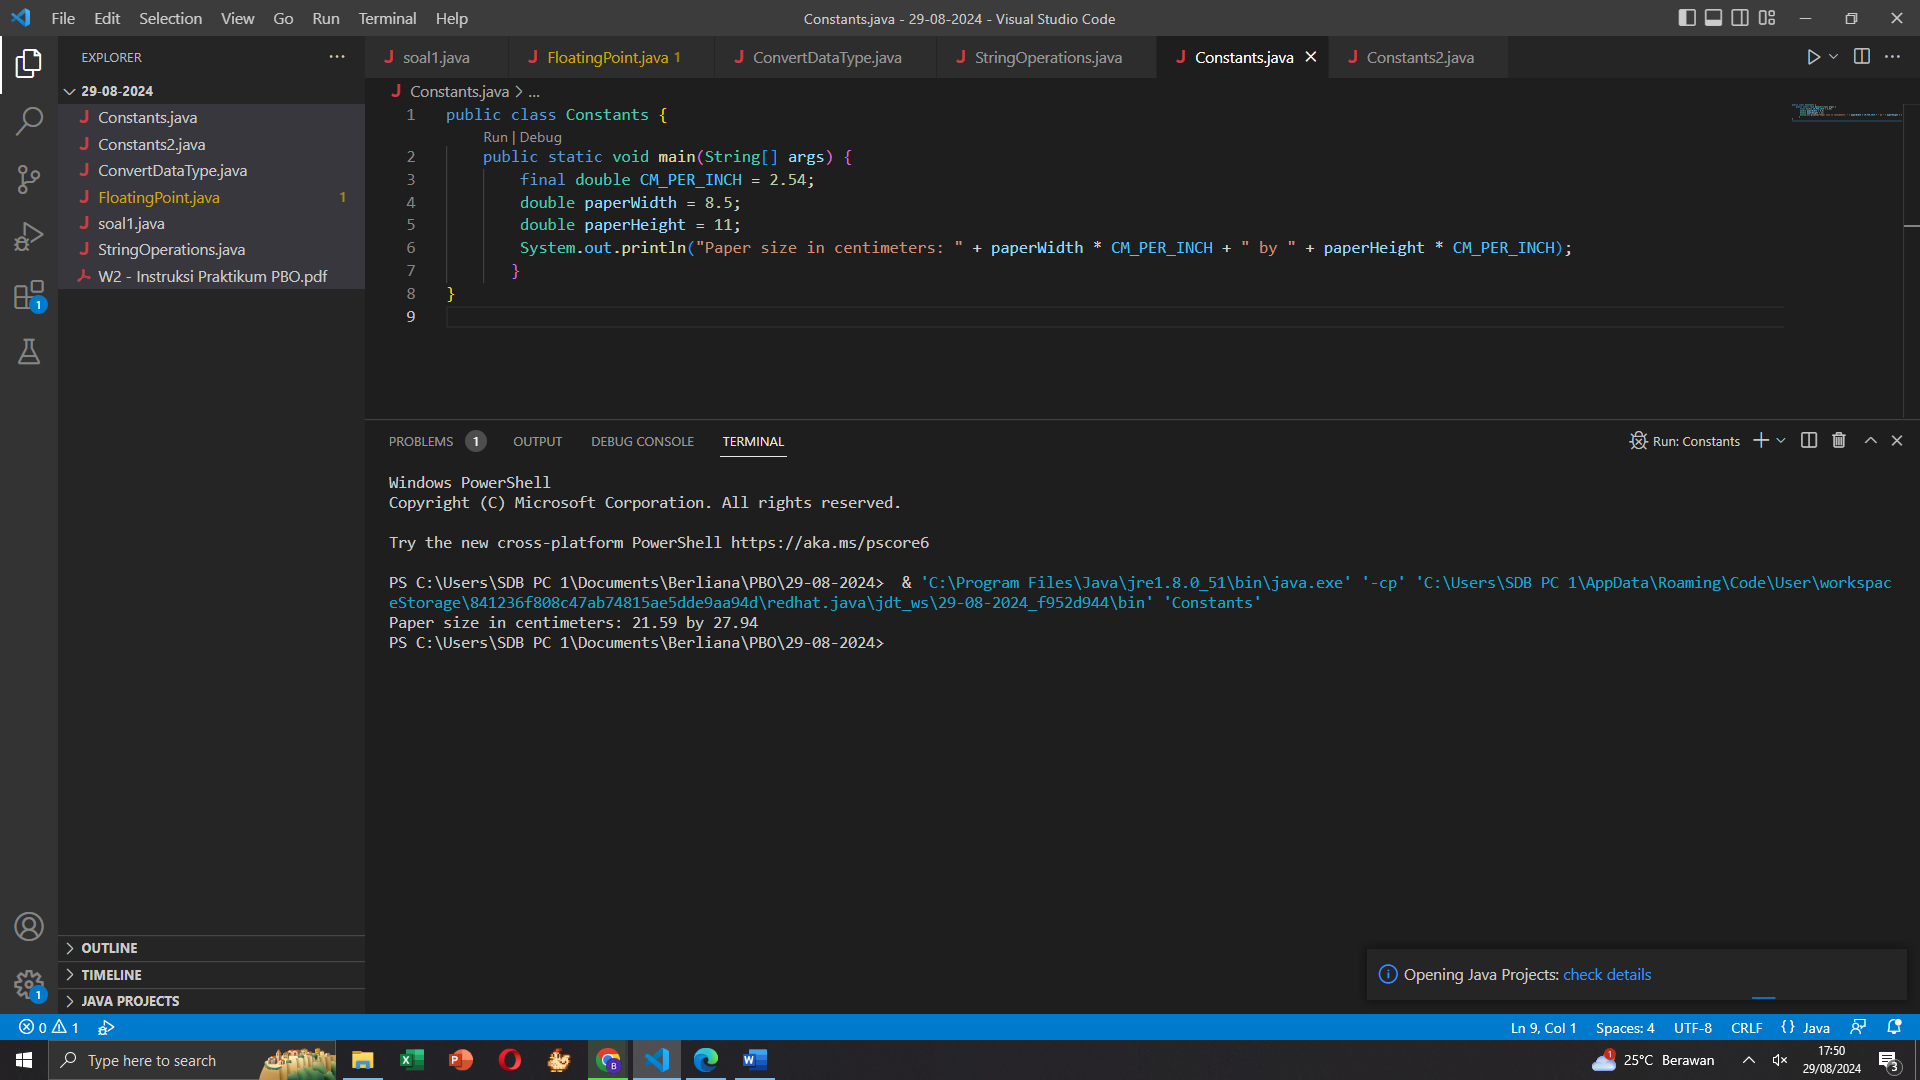 File Edit Selection View Go Run Terminal Help
Constants.java - 29-08-2024 - Visual Studio Code
EXPLORER
29-08-2024
Constants.java
Constants2.java
ConvertDataType.java
FloatingPoint.java 1
soal1.java
StringOperations.java
W2 - Instruksi Praktikum PBO.pdf
OUTLINE
TIMELINE
JAVA PROJECTS
1
1
soal1.java FloatingPoint.java 1 ConvertDataType.java StringOperations.java Constants.java Constants2.java
Constants.java > ...
1 public class Constants {
Run | Debug
2 public static void main(String[] args) {
3 final double CM_PER_INCH = 2.54;
4 double paperWidth = 8.5;
5 double paperHeight = 11;
6 System.out.println("Paper size in centimeters: " + paperWidth * CM_PER_INCH + " by " + paperHeight * CM_PER_INCH);
7 }
8 }
9
PROBLEMS 1 OUTPUT DEBUG CONSOLE TERMINAL
Run: Constants
Windows PowerShell
Copyright (C) Microsoft Corporation. All rights reserved.
Try the new cross-platform PowerShell https://aka.ms/pscore6
PS C:\Users\SDB PC 1\Documents\Berliana\PBO\29-08-2024> & 'C:\Program Files\Java\jre1.8.0_51\bin\java.exe' '-cp' 'C:\Users\SDB PC 1\AppData\Roaming\Code\User\workspac
eStorage\841236f808c47ab74815ae5dde9aa94d\redhat.java\jdt_ws\29-08-2024_f952d944\bin' 'Constants'
Paper size in centimeters: 21.59 by 27.94
PS C:\Users\SDB PC 1\Documents\Berliana\PBO\29-08-2024>
Opening Java Projects: check details
0 1
Ln 9, Col 1 Spaces: 4 UTF-8 CRLF {} Java
Type here to search
25°C Berawan
17:50
29/08/2024
3